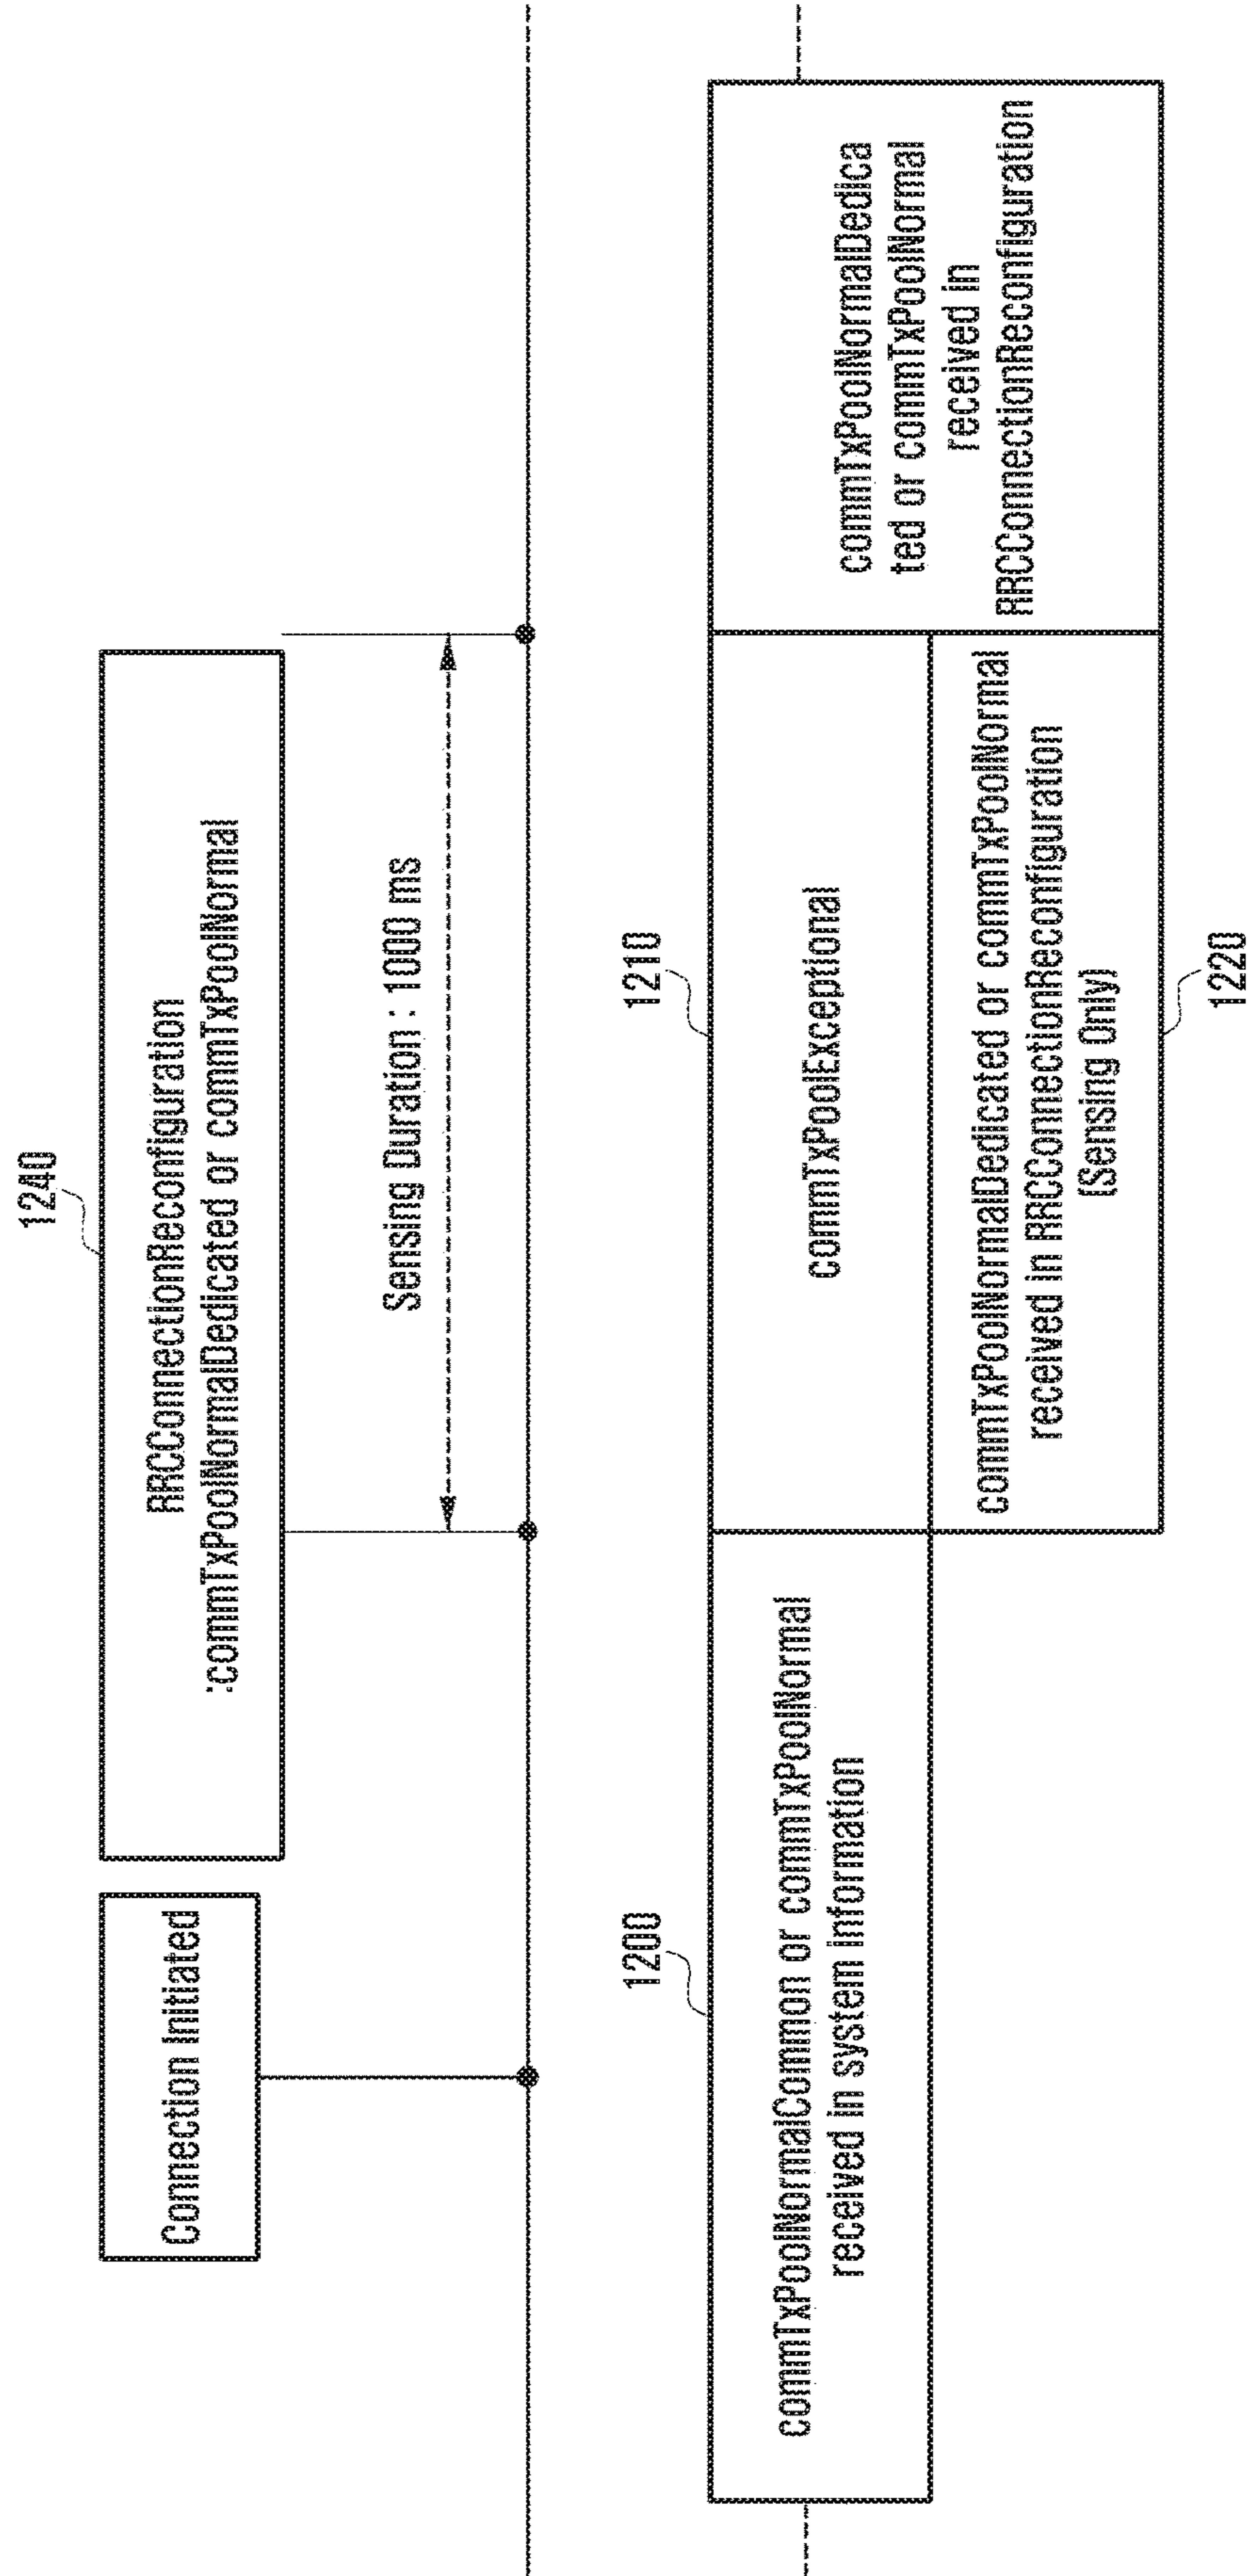 1240
Connection Initiated
RRCConnectionReconfiguration
:commTxPoolNormalDedicated or commTxPoolNormal
Sensing Duration : 1000 ms
1200
1210
commTxPoolNormalCommon or commTxPoolNormal
received in system information
commTxPoolExceptional
commTxPoolNormalDedicated or commTxPoolNormal
received in RRCConnectionReconfiguration
(Sensing Only)
1220
commTxPoolNormalDedica
ted or commTxPoolNormal
received in
RRCConnectionReconfiguration